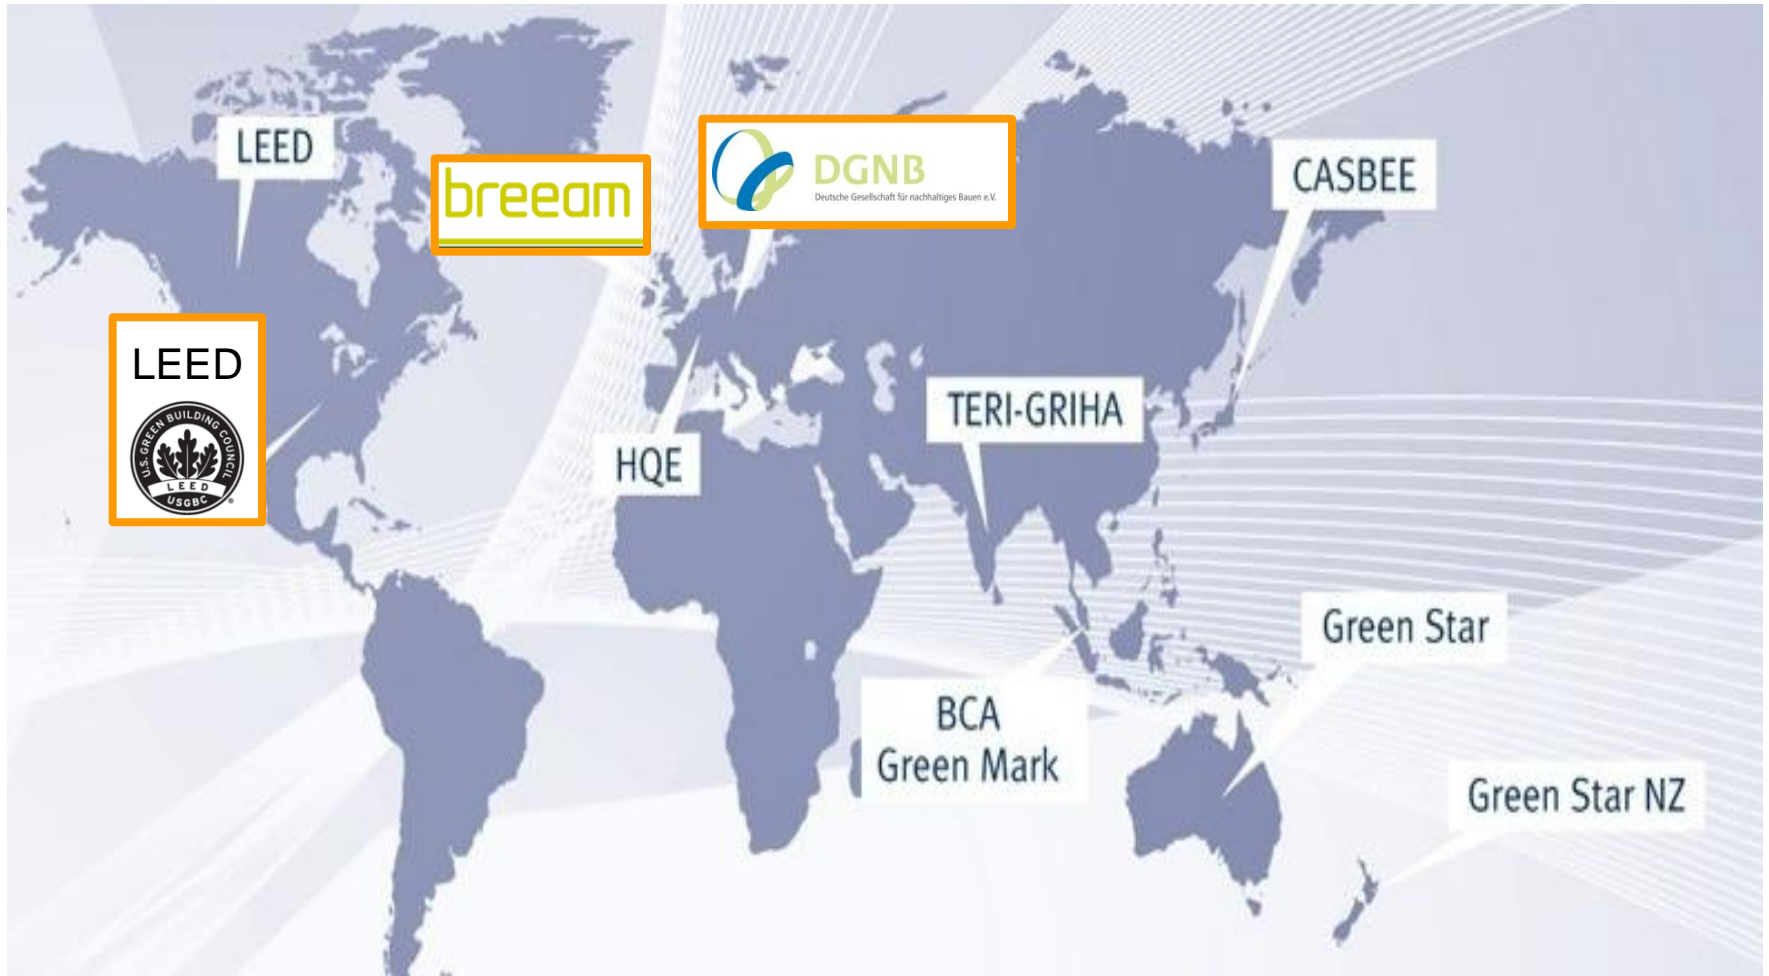 LEED
breeam
DGNB
Deutsche Gesellschaft für nachhaltiges Bauen e.V.
CASBEE
LEED
U.S. GREEN BUILDING COUNCIL
LEED
USGBC
®
TERI-GRIHA
HQE
Green Star
BCA
Green Mark
Green Star NZ